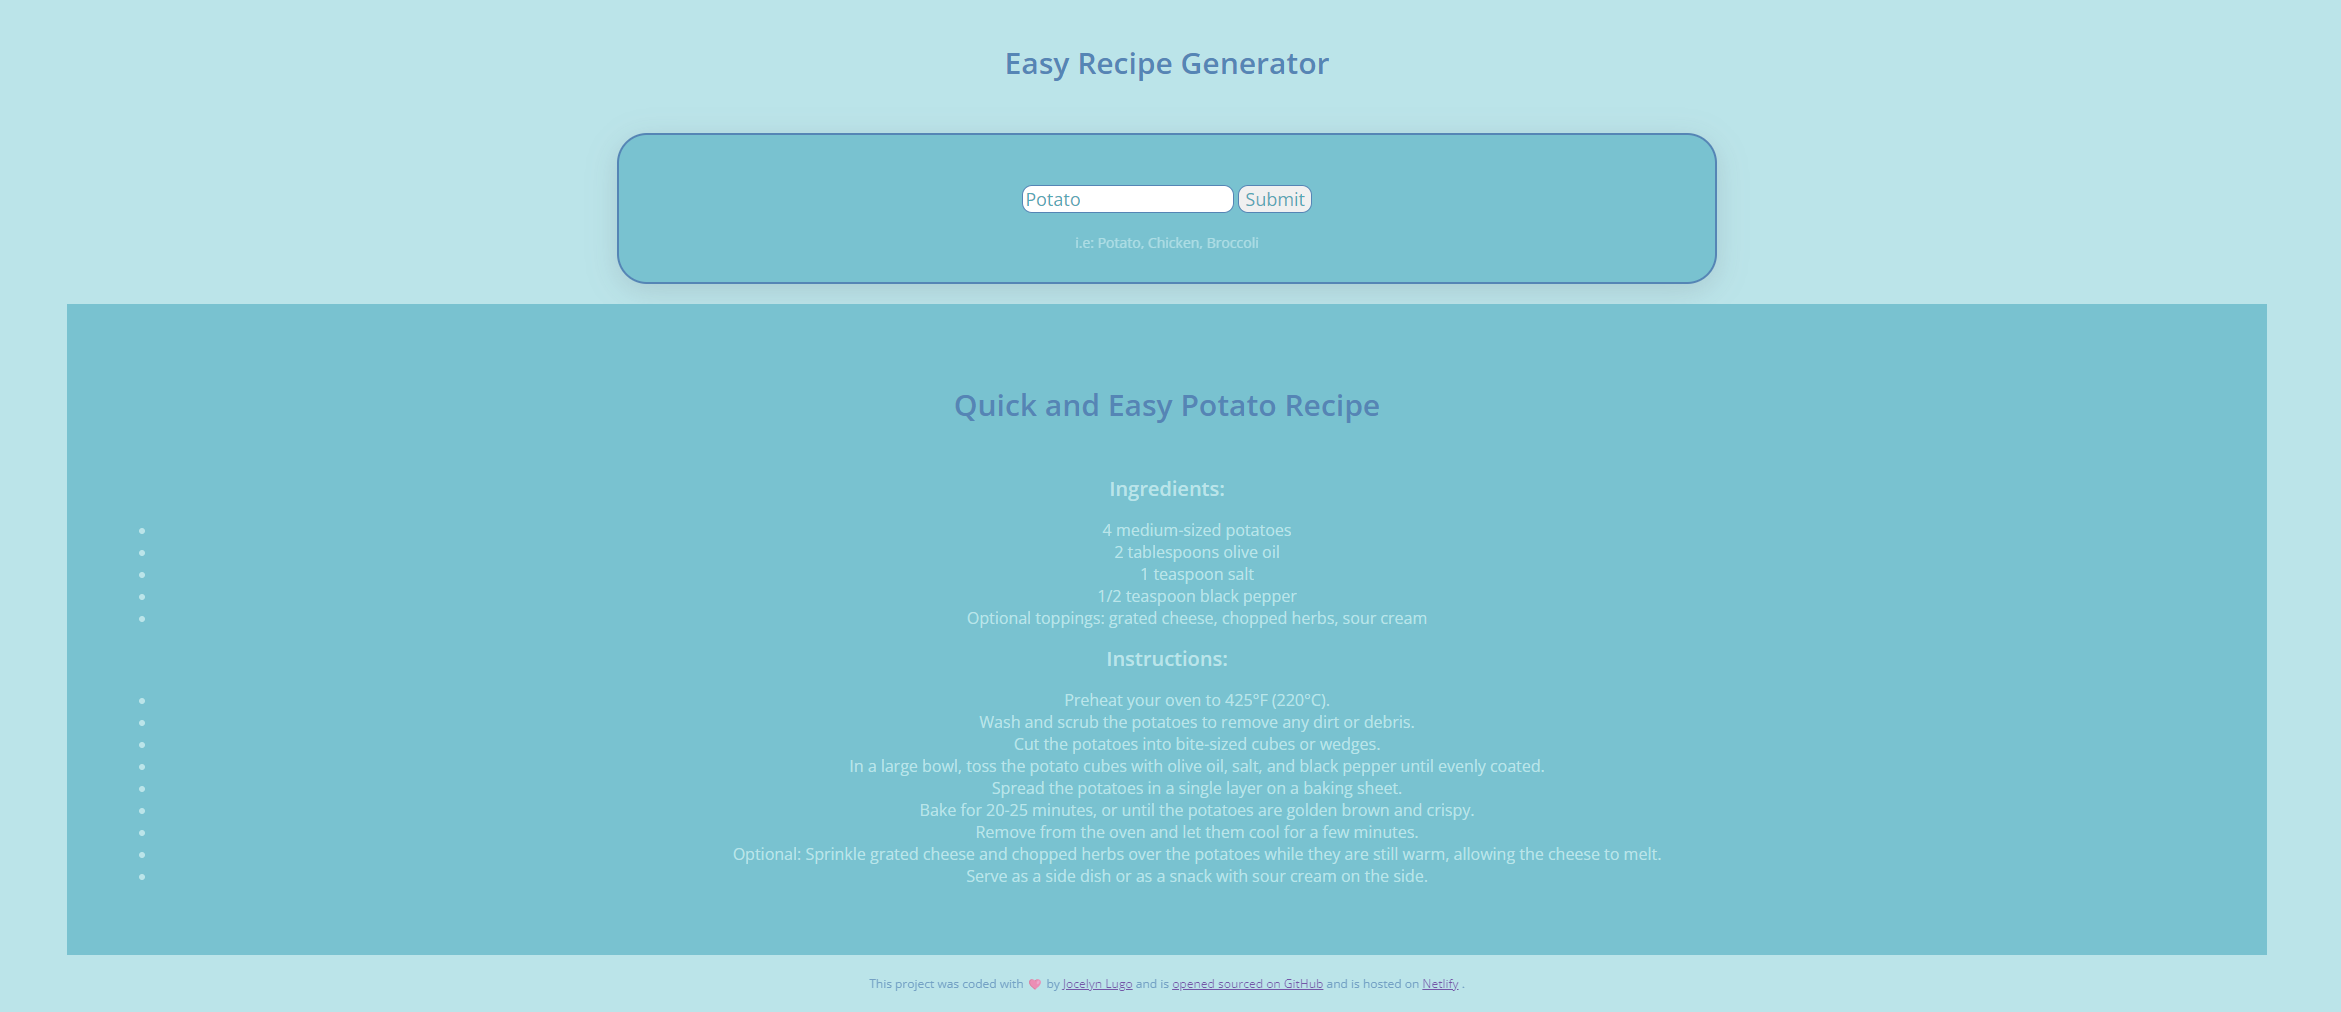 Easy Recipe Generator
Potato
Submit
i.e: Potato, Chicken, Broccoli
Quick and Easy Potato Recipe
Ingredients:
• 4 medium-sized potatoes
• 2 tablespoons olive oil
• 1 teaspoon salt
• 1/2 teaspoon black pepper
• Optional toppings: grated cheese, chopped herbs, sour cream
Instructions:
• Preheat your oven to 425°F (220°C).
• Wash and scrub the potatoes to remove any dirt or debris.
• Cut the potatoes into bite-sized cubes or wedges.
• In a large bowl, toss the potato cubes with olive oil, salt, and black pepper until evenly coated.
• Spread the potatoes in a single layer on a baking sheet.
• Bake for 20-25 minutes, or until the potatoes are golden brown and crispy.
• Remove from the oven and let them cool for a few minutes.
• Optional: Sprinkle grated cheese and chopped herbs over the potatoes while they are still warm, allowing the cheese to melt.
• Serve as a side dish or as a snack with sour cream on the side.
This project was coded with 💗 by Jocelyn Lugo and is opened sourced on GitHub and is hosted on Netlify .